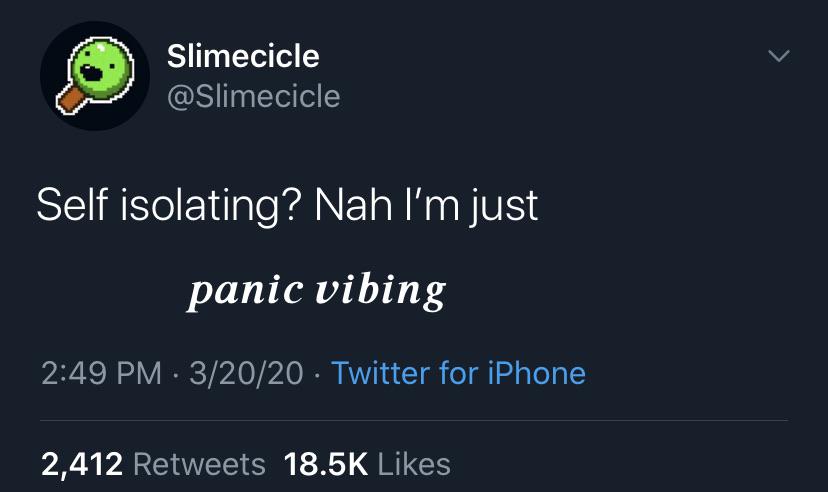 Slimecicle
@Slimecicle
Self isolating? Nah I’m just
panic vibing
2:49 PM · 3/20/20 · Twitter for iPhone
2,412 Retweets 18.5K Likes